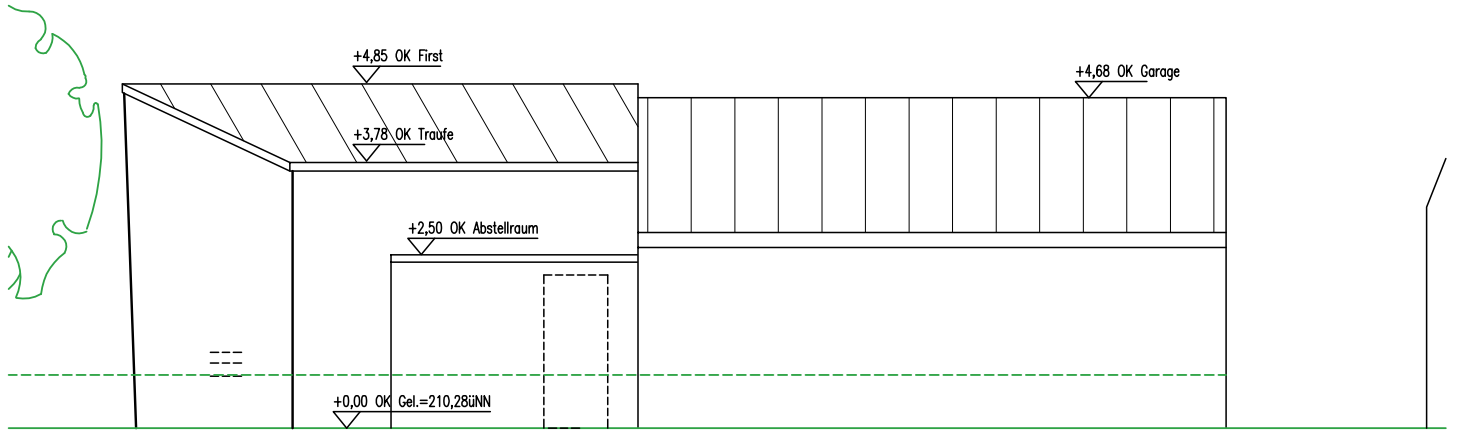 +4,85 OK First
+4,68 OK Garage
+3,78 OK Traufe
+2,50 OK Abstellraum
+0,00 OK Gel.=210,28üNN